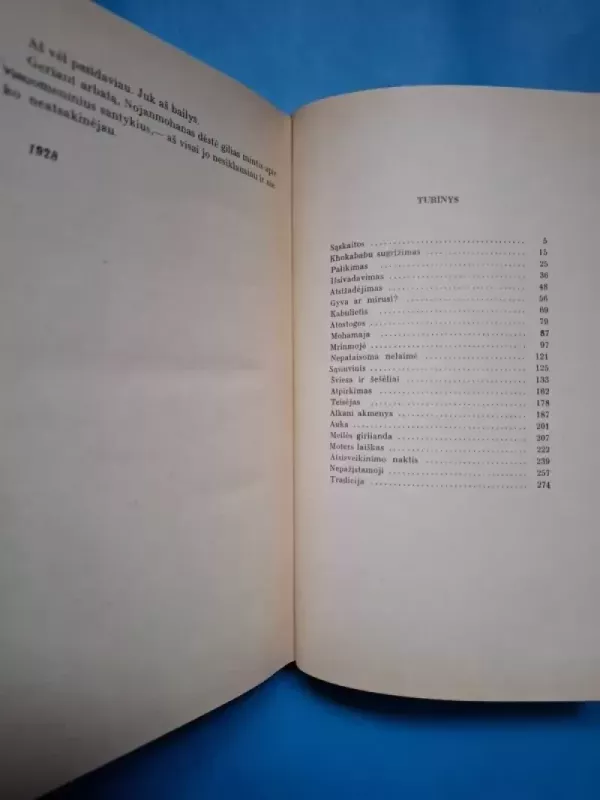 Aš vėl pasidaviau. Juk aš bailys.
Geriant arbatą, Nojanmohanas dėstė gilias mintis apie
visuomeninius santykius,— aš visai jo nesiklausiau ir nie-
ko neatsakinėjau.
1928
TURINYS
Sąskaitos 5
Khokababu sugrįžimas 15
Palikimas 25
Išsivadavimas 36
Atsižadėjimas 48
Gyva ar mirusi? 56
Kabulietis 69
Atostogos 79
Mohamaja 87
Mrinmojė 97
Nepataisoma nelaimė 121
Sąsiuvinis 125
Šviesa ir šešėliai 133
Atpirkimas 162
Teisėjas 178
Alkani akmenys 187
Auka 201
Meilės girlianda 207
Moters laiškas 222
Atsisveikinimo naktis 239
Nepažįstamoji 257
Tradicija 274